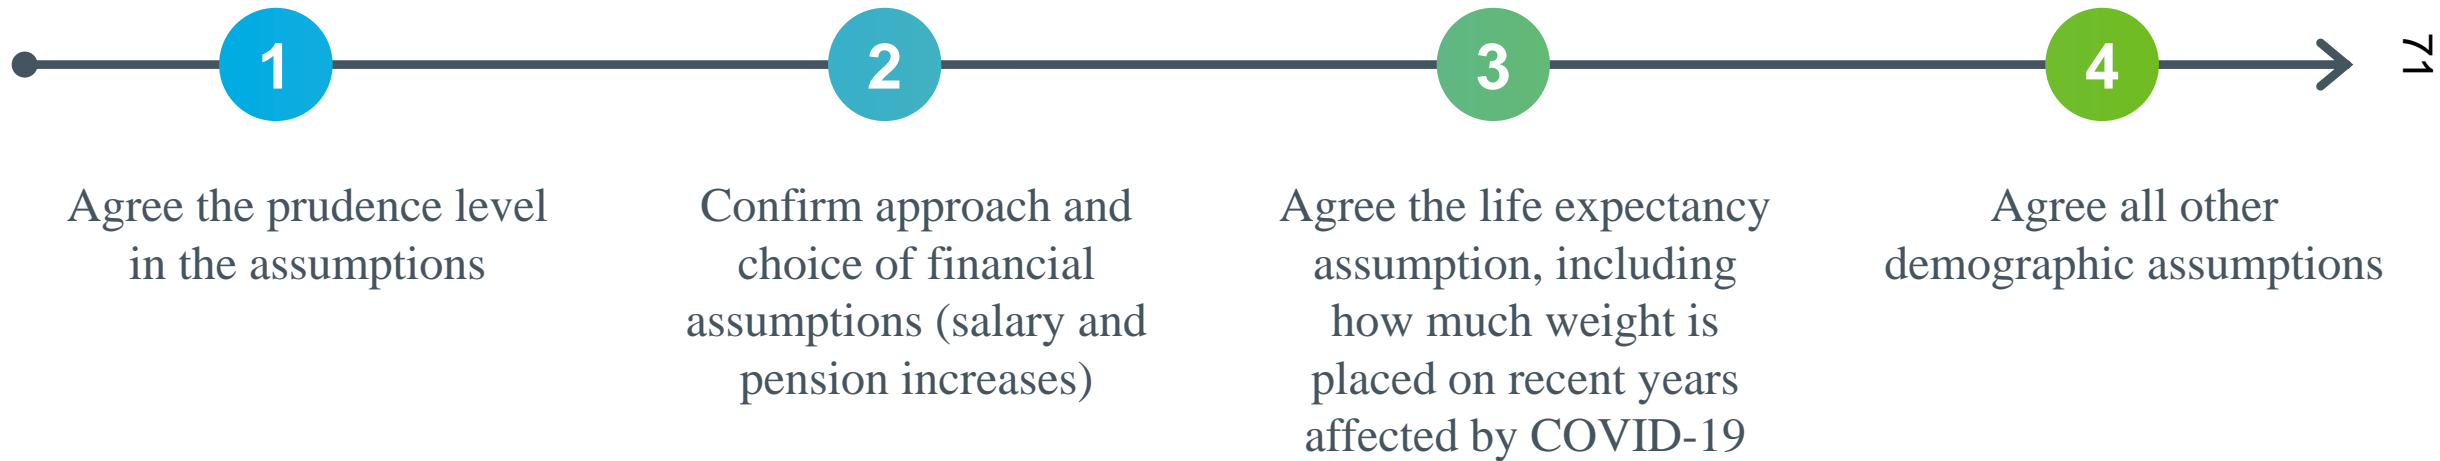 1
2
3
4
71
Agree the prudence level
in the assumptions
Confirm approach and
choice of financial
assumptions (salary and
pension increases)
Agree the life expectancy
assumption, including
how much weight is
placed on recent years
affected by COVID-19
Agree all other
demographic assumptions